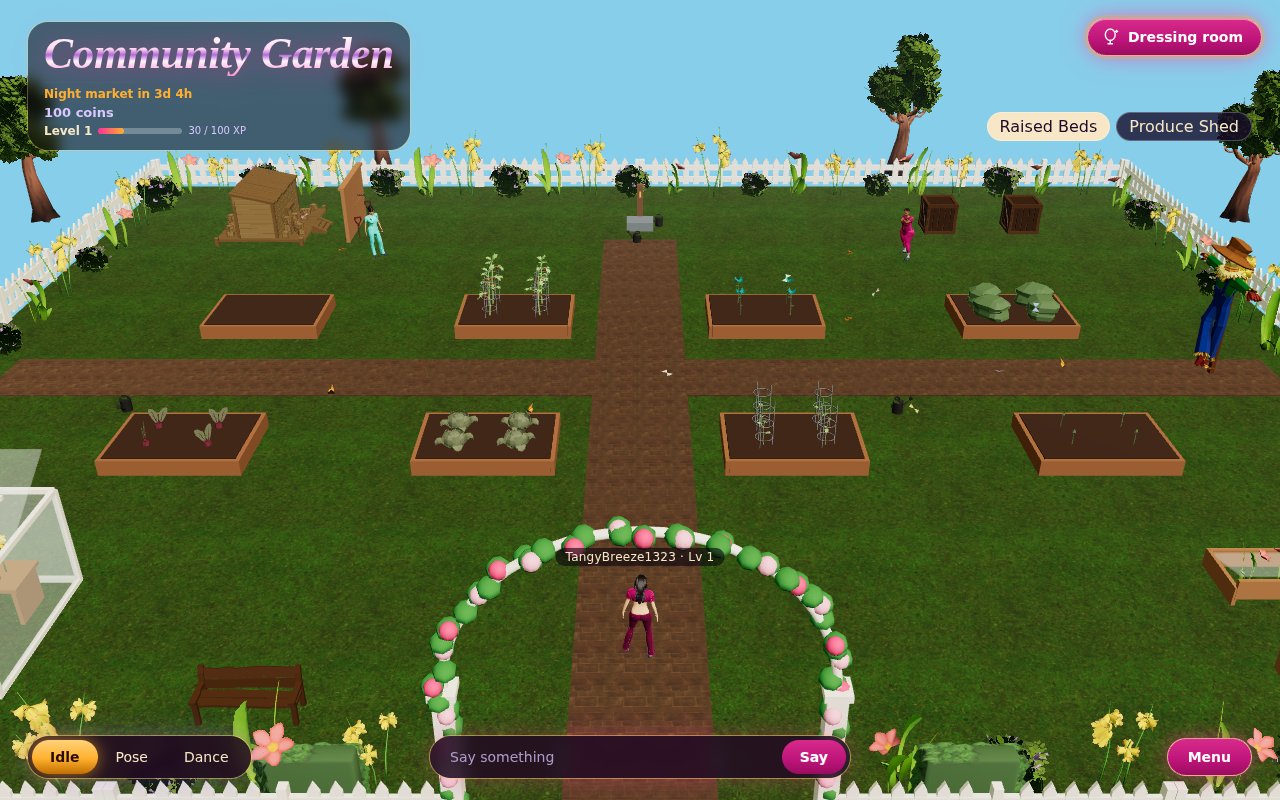 Community Garden
Night market in 3d 4h
100 coins
Level 1 30 / 100 XP
Dressing room
Raised Beds Produce Shed
TangyBreeze1323 · Lv 1
Idle Pose Dance
Say something Say
Menu